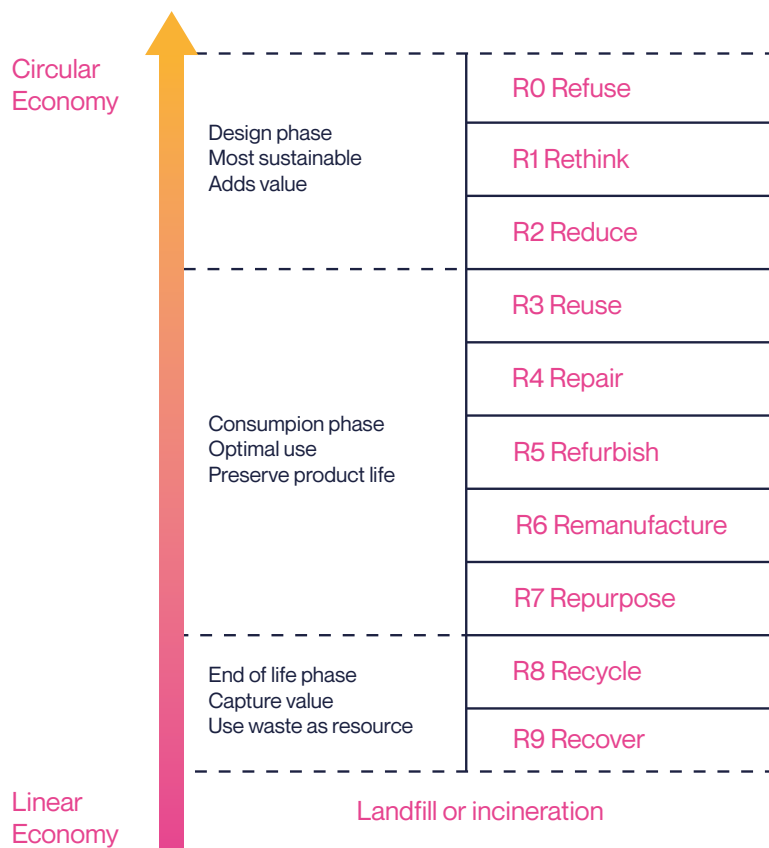 Circular
Economy
R0 Refuse
Design phase
Most sustainable
Adds value
R1 Rethink
R2 Reduce
R3 Reuse
R4 Repair
Consumpion phase
Optimal use
Preserve product life
R5 Refurbish
R6 Remanufacture
R7 Repurpose
End of life phase
Capture value
Use waste as resource
R8 Recycle
R9 Recover
Linear
Economy
Landfill or incineration